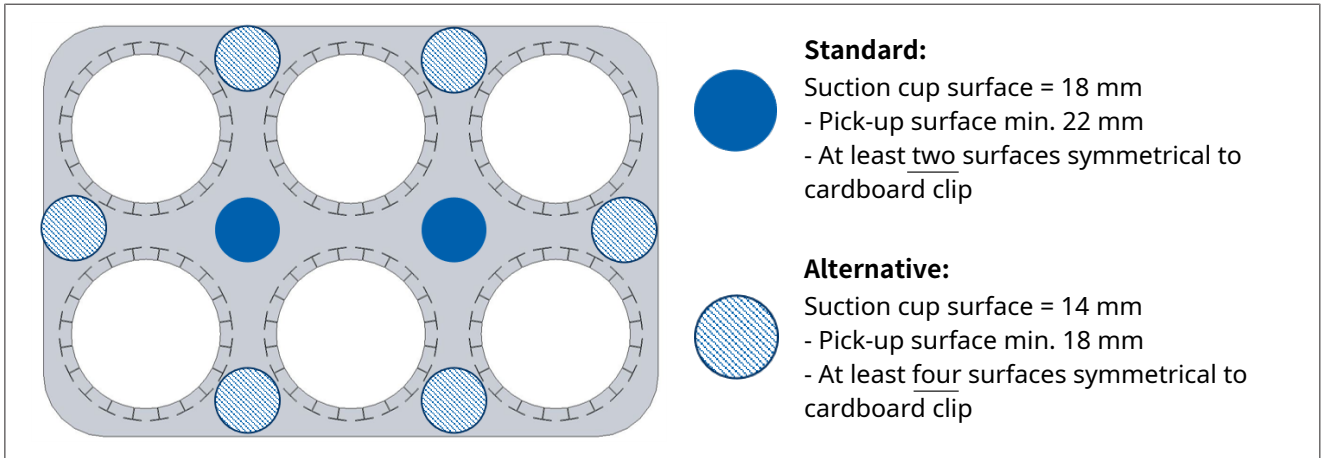 Standard:
Suction cup surface = 18 mm
- Pick-up surface min. 22 mm
- At least two surfaces symmetrical to
cardboard clip
Alternative:
Suction cup surface = 14 mm
- Pick-up surface min. 18 mm
- At least four surfaces symmetrical to
cardboard clip